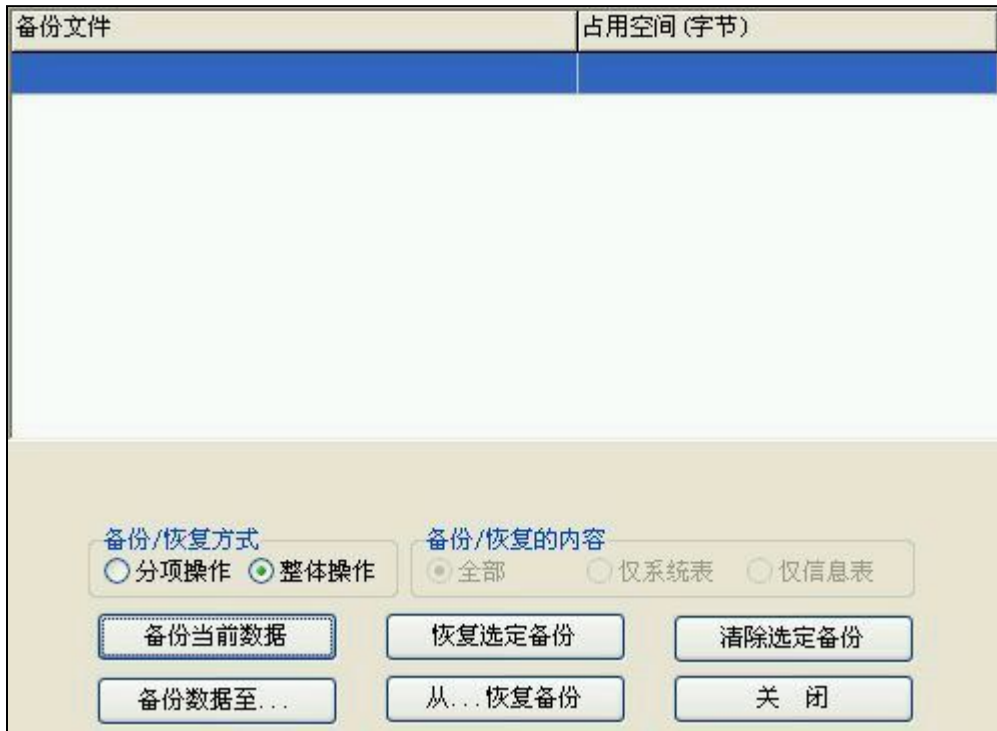 备份文件 占用空间(字节)
备份/恢复方式 备份/恢复的内容
分项操作 整体操作 全部 仅系统表 仅信息表
备份当前数据 恢复选定备份 清除选定备份
备份数据至... 从...恢复备份 关 闭